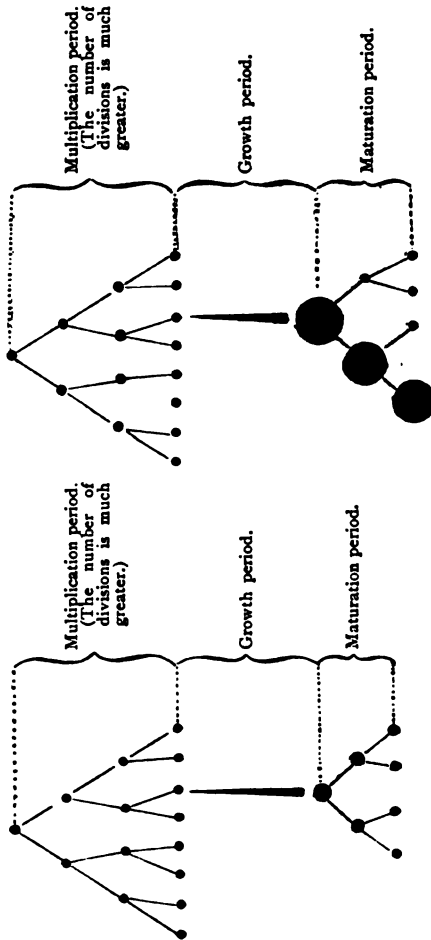 Multiplication period.
(The number of
divisions is much
greater.)
Growth period.
Maturation period.
Multiplication period.
(The number of
divisions is much
greater.)
Growth period.
Maturation period.